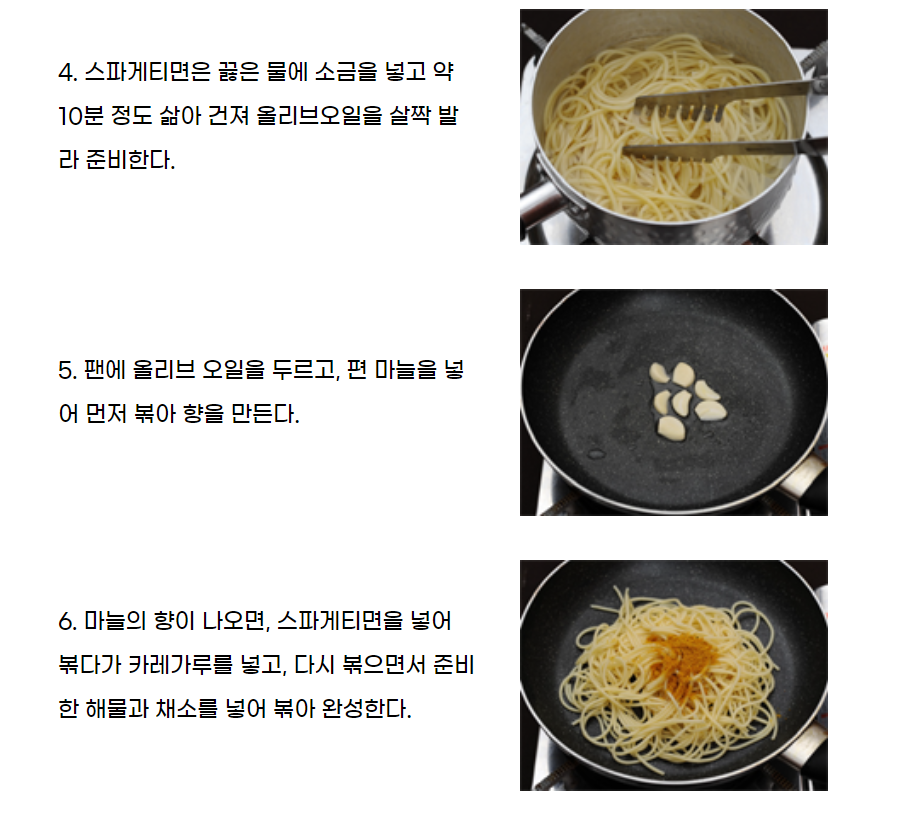 4. 스파게티면은 끓은 물에 소금을 넣고 약
10분 정도 삶아 건져 올리브오일을 살짝 발
라 준비한다.
5. 팬에 올리브 오일을 두르고, 편 마늘을 넣
어 먼저 볶아 향을 만든다.
6. 마늘의 향이 나오면, 스파게티면을 넣어
볶다가 카레가루를 넣고, 다시 볶으면서 준비
한 해물과 채소를 넣어 볶아 완성한다.